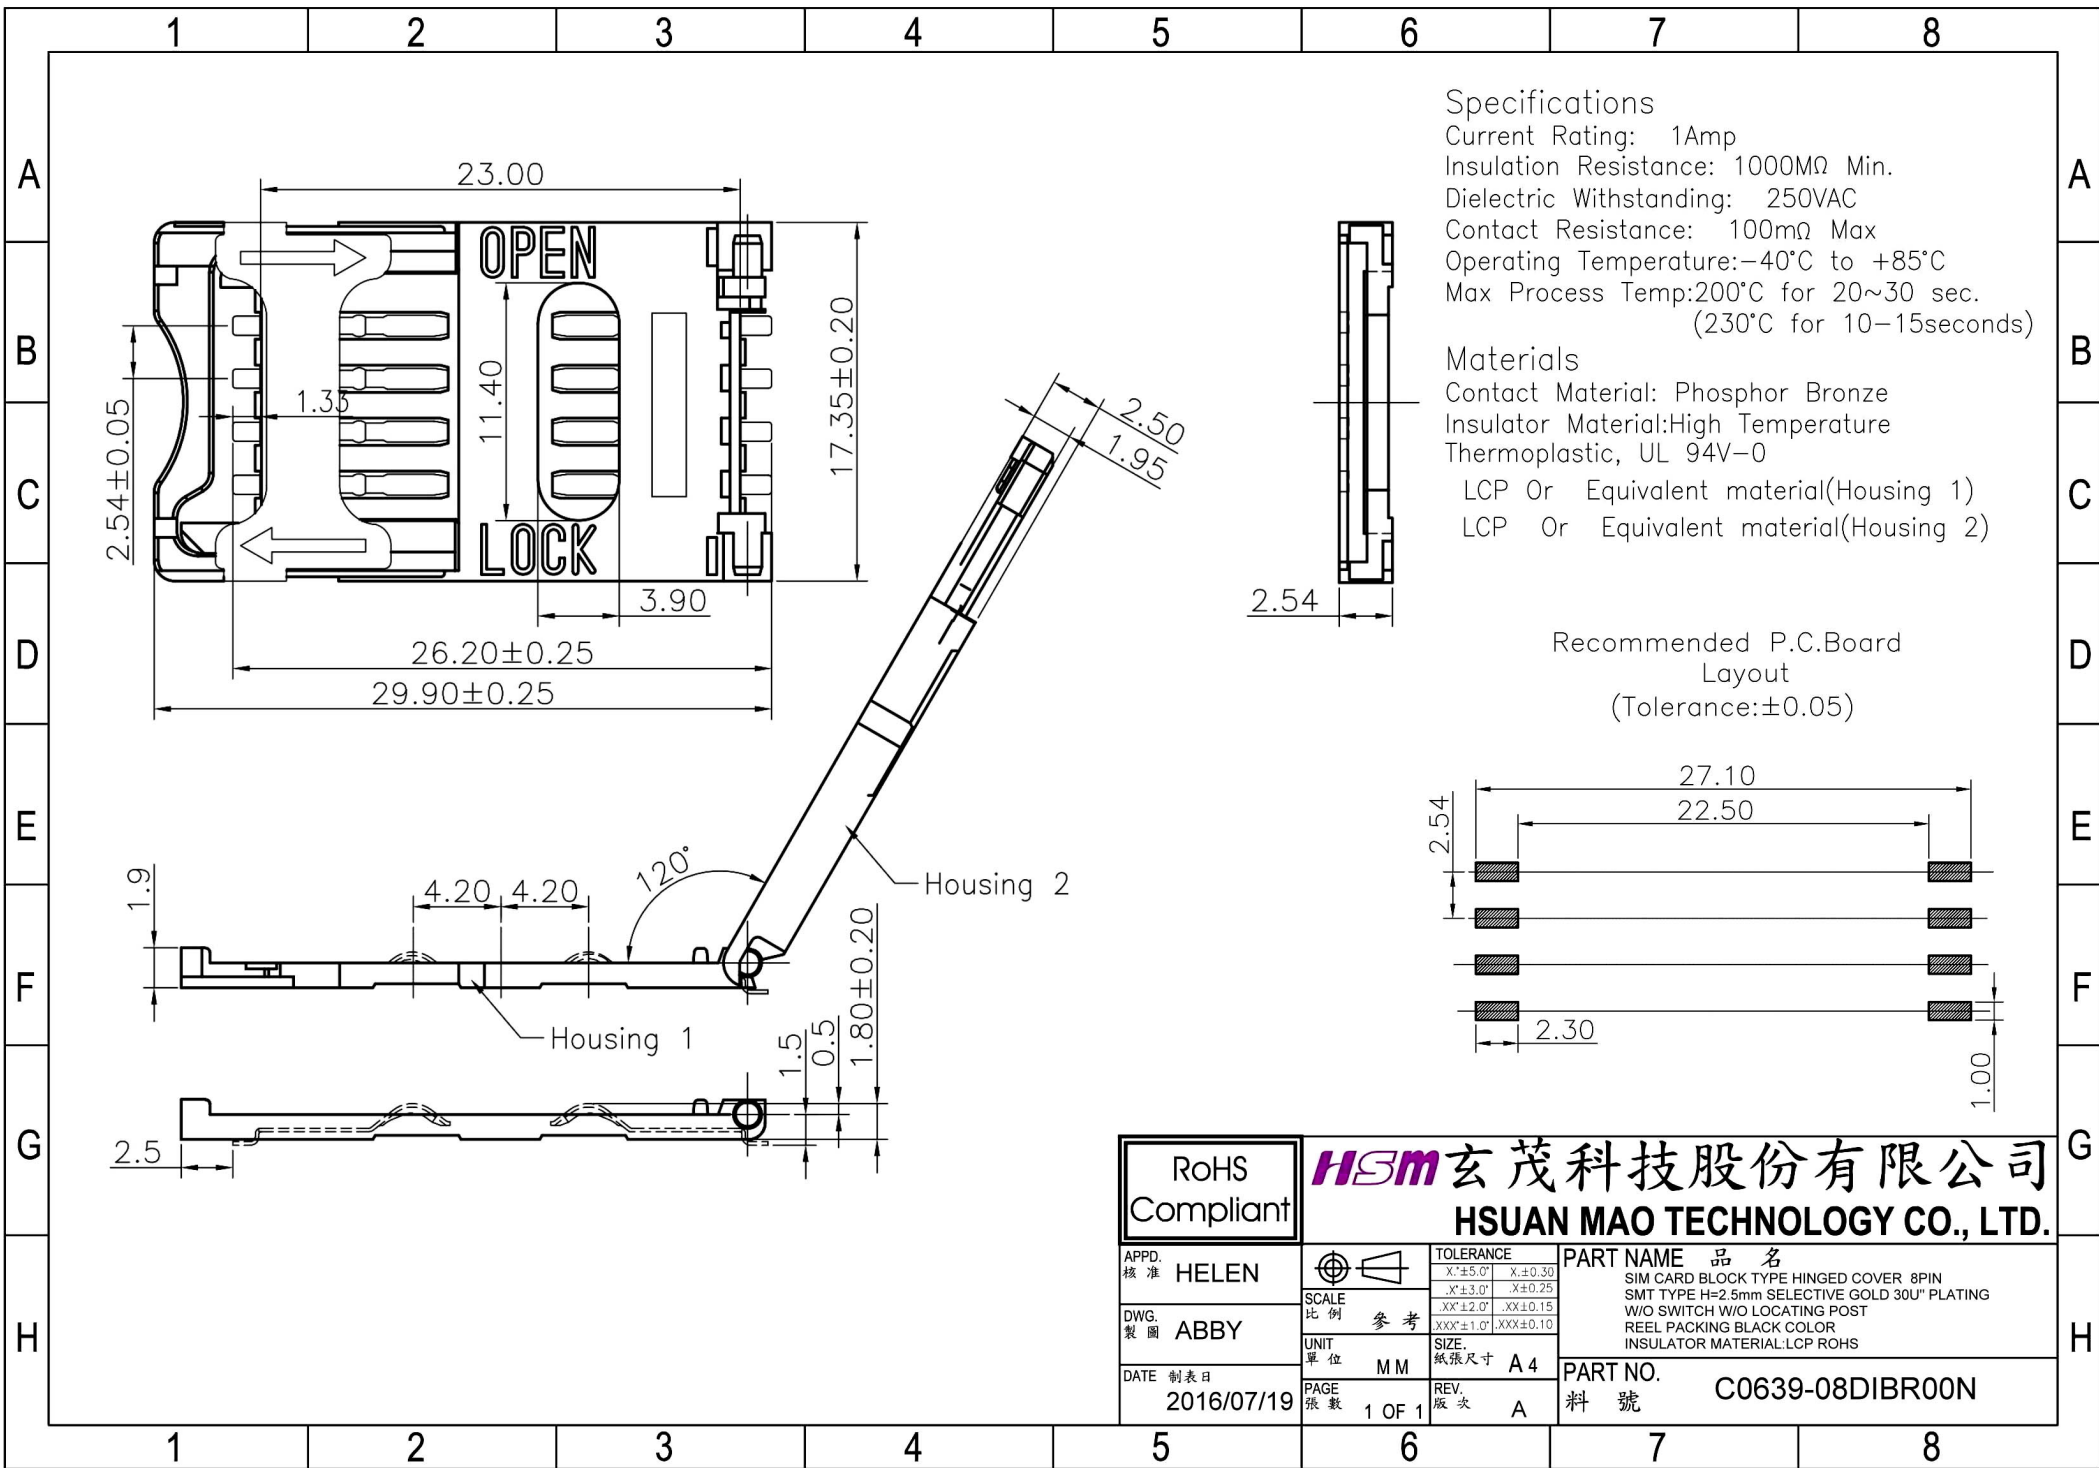 1 2 3 4 5 6 7 8
A A
B B
C C
D D
E E
F F
G G
H H
23.00
OPEN
LOCK
11.40
17.35±0.20
2.54±0.05
1.33
3.90
26.20±0.25
29.90±0.25
2.50
1.95
2.54
Specifications
Current Rating: 1Amp
Insulation Resistance: 1000MΩ Min.
Dielectric Withstanding: 250VAC
Contact Resistance: 100mΩ Max
Operating Temperature:-40°C to +85°C
Max Process Temp:200°C for 20~30 sec.
(230°C for 10-15seconds)
Materials
Contact Material: Phosphor Bronze
Insulator Material:High Temperature
Thermoplastic, UL 94V-0
LCP Or Equivalent material(Housing 1)
LCP Or Equivalent material(Housing 2)
Recommended P.C.Board
Layout
(Tolerance:±0.05)
27.10
22.50
2.54
2.30
1.00
1.9
4.20 4.20
120°
Housing 2
Housing 1
1.5
0.5
1.80±0.20
2.5
RoHS
Compliant
HSM 玄茂科技股份有限公司
HSUAN MAO TECHNOLOGY CO., LTD.
APPD.
核准 HELEN
DWG.
製圖 ABBY
DATE 制表日
2016/07/19
SCALE
比例 參考
UNIT
單位 MM
PAGE
張數 1 OF 1
TOLERANCE
X.°±5.0° X.±0.30
.X°±3.0° .X±0.25
.XX°±2.0° .XX±0.15
.XXX°±1.0° .XXX±0.10
SIZE.
紙張尺寸 A4
REV.
版次 A
PART NAME 品名
SIM CARD BLOCK TYPE HINGED COVER 8PIN
SMT TYPE H=2.5mm SELECTIVE GOLD 30U" PLATING
W/O SWITCH W/O LOCATING POST
REEL PACKING BLACK COLOR
INSULATOR MATERIAL:LCP ROHS
PART NO.
料號 C0639-08DIBR00N
1 2 3 4 5 6 7 8